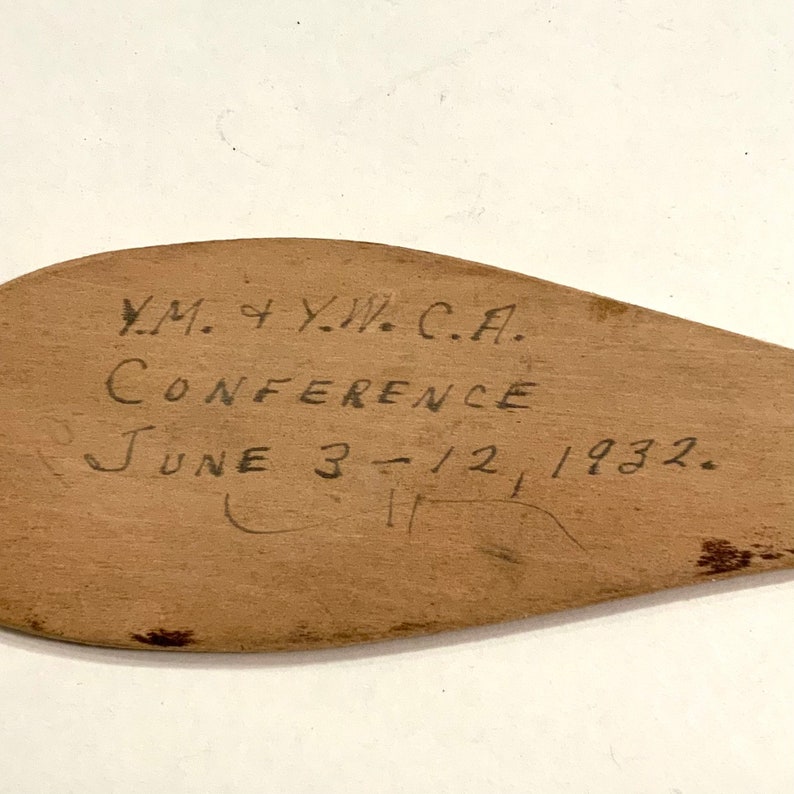 Y.M. + Y.W.C.A.
CONFERENCE
JUNE 3-12, 1932.